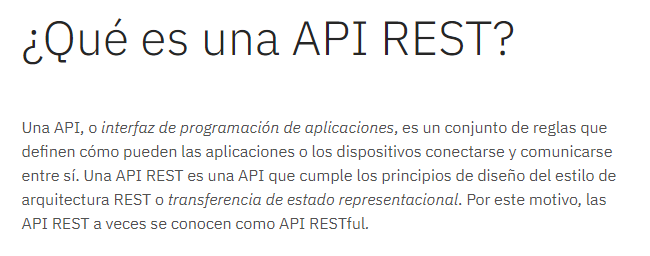 ¿Qué es una API REST?
Una API, o interfaz de programación de aplicaciones, es un conjunto de reglas que
definen cómo pueden las aplicaciones o los dispositivos conectarse y comunicarse
entre sí. Una API REST es una API que cumple los principios de diseño del estilo de
arquitectura REST o transferencia de estado representacional. Por este motivo, las
API REST a veces se conocen como API RESTful.